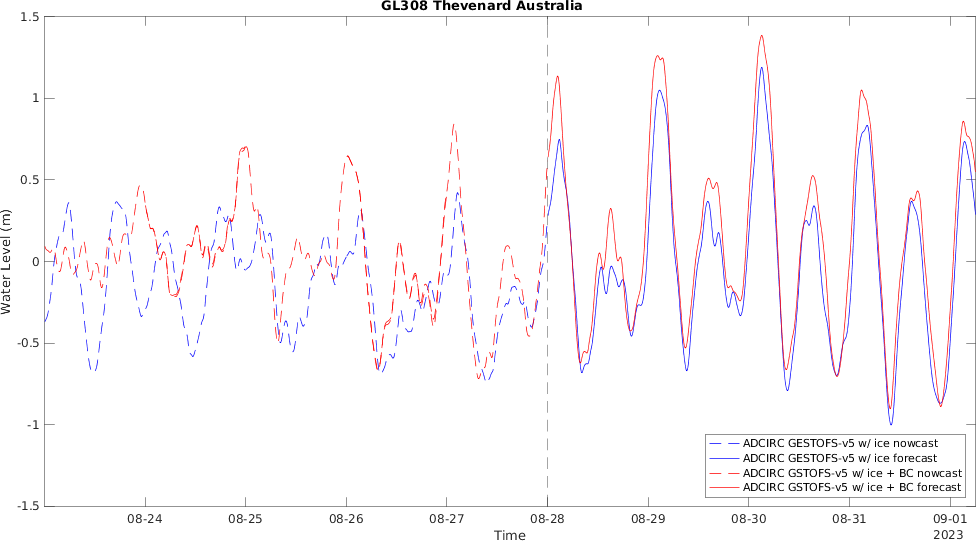 GL308 Thevenard Australia
1.5
1
0.5
0
-0.5
-1
-1.5
Water Level (m)
ADCIRC GESTOFS-v5 w/ ice nowcast
ADCIRC GESTOFS-v5 w/ ice forecast
ADCIRC GSTOFS-v5 w/ ice + BC nowcast
ADCIRC GSTOFS-v5 w/ ice + BC forecast
08-24 08-25 08-26 08-27 08-28 08-29 08-30 08-31 09-01
Time 2023